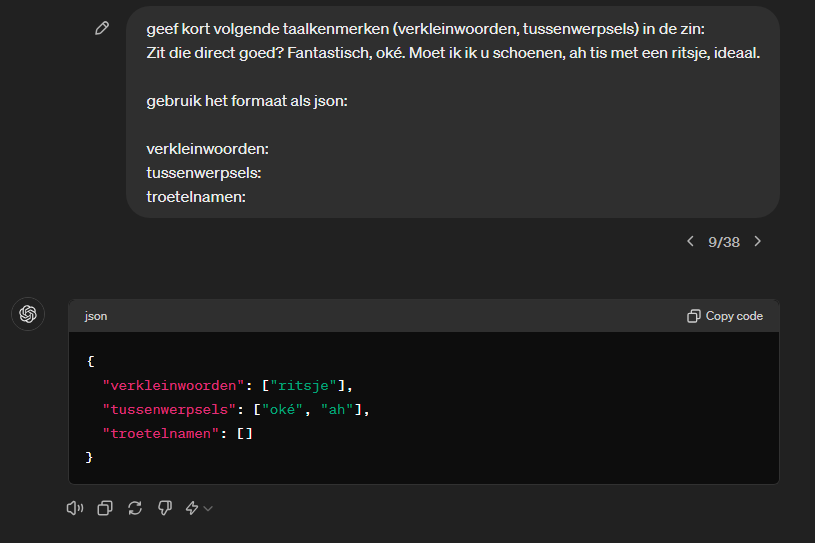 geef kort volgende taalkenmerken (verkleinwoorden, tussenwerpsels) in de zin:
Zit die direct goed? Fantastisch, oké. Moet ik ik u schoenen, ah tis met een ritsje, ideaal.
gebruik het formaat als json:
verkleinwoorden:
tussenwerpsels:
troetelnamen:
9/38
json
Copy code
{
"verkleinwoorden": ["ritsje"],
"tussenwerpsels": ["oké", "ah"],
"troetelnamen": []
}